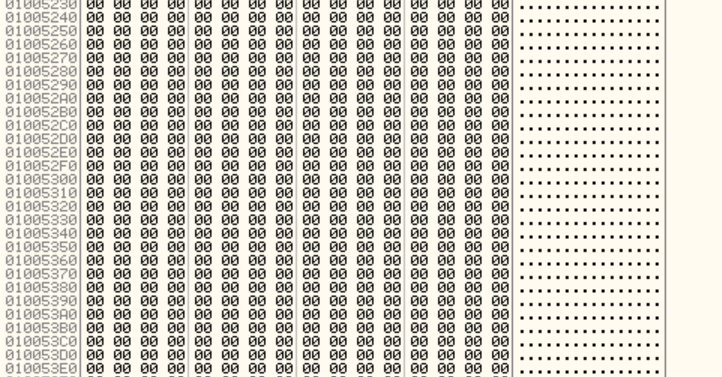 01005230 00 00 00 00 00 00 00 00 00 00 00 00 00 00 00 00 ................
01005240 00 00 00 00 00 00 00 00 00 00 00 00 00 00 00 00 ................
01005250 00 00 00 00 00 00 00 00 00 00 00 00 00 00 00 00 ................
01005260 00 00 00 00 00 00 00 00 00 00 00 00 00 00 00 00 ................
01005270 00 00 00 00 00 00 00 00 00 00 00 00 00 00 00 00 ................
01005280 00 00 00 00 00 00 00 00 00 00 00 00 00 00 00 00 ................
01005290 00 00 00 00 00 00 00 00 00 00 00 00 00 00 00 00 ................
010052A0 00 00 00 00 00 00 00 00 00 00 00 00 00 00 00 00 ................
010052B0 00 00 00 00 00 00 00 00 00 00 00 00 00 00 00 00 ................
010052C0 00 00 00 00 00 00 00 00 00 00 00 00 00 00 00 00 ................
010052D0 00 00 00 00 00 00 00 00 00 00 00 00 00 00 00 00 ................
010052E0 00 00 00 00 00 00 00 00 00 00 00 00 00 00 00 00 ................
010052F0 00 00 00 00 00 00 00 00 00 00 00 00 00 00 00 00 ................
01005300 00 00 00 00 00 00 00 00 00 00 00 00 00 00 00 00 ................
01005310 00 00 00 00 00 00 00 00 00 00 00 00 00 00 00 00 ................
01005320 00 00 00 00 00 00 00 00 00 00 00 00 00 00 00 00 ................
01005330 00 00 00 00 00 00 00 00 00 00 00 00 00 00 00 00 ................
01005340 00 00 00 00 00 00 00 00 00 00 00 00 00 00 00 00 ................
01005350 00 00 00 00 00 00 00 00 00 00 00 00 00 00 00 00 ................
01005360 00 00 00 00 00 00 00 00 00 00 00 00 00 00 00 00 ................
01005370 00 00 00 00 00 00 00 00 00 00 00 00 00 00 00 00 ................
01005380 00 00 00 00 00 00 00 00 00 00 00 00 00 00 00 00 ................
01005390 00 00 00 00 00 00 00 00 00 00 00 00 00 00 00 00 ................
010053A0 00 00 00 00 00 00 00 00 00 00 00 00 00 00 00 00 ................
010053B0 00 00 00 00 00 00 00 00 00 00 00 00 00 00 00 00 ................
010053C0 00 00 00 00 00 00 00 00 00 00 00 00 00 00 00 00 ................
010053D0 00 00 00 00 00 00 00 00 00 00 00 00 00 00 00 00 ................
010053E0 00 00 00 00 00 00 00 00 00 00 00 00 00 00 00 00 ................